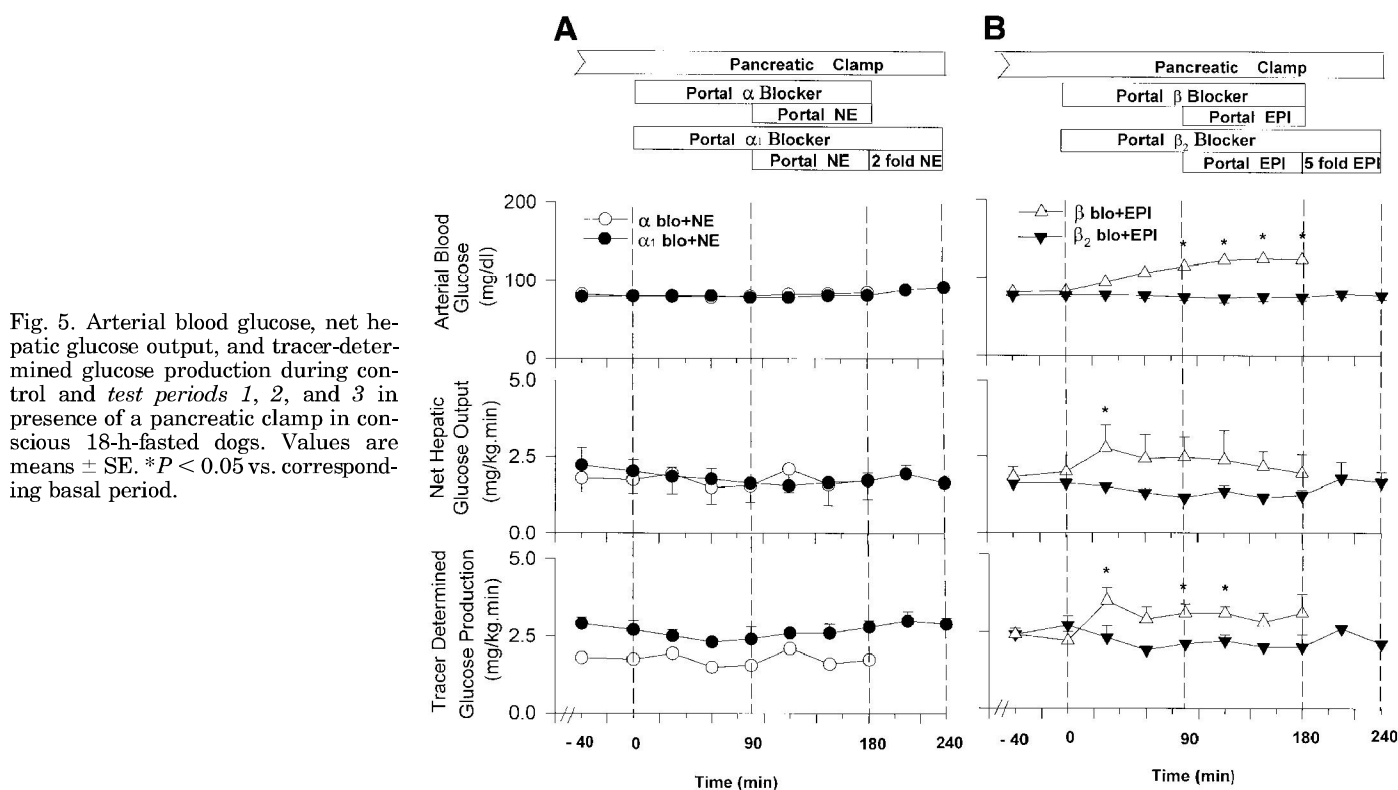 Fig. 5. Arterial blood glucose, net he-
patic glucose output, and tracer-deter-
mined glucose production during con-
trol and test periods 1, 2, and 3 in
presence of a pancreatic clamp in con-
scious 18-h-fasted dogs. Values are
means ± SE. *P < 0.05 vs. correspond-
ing basal period.
A
Pancreatic Clamp
Portal α Blocker
Portal NE
Portal α₁ Blocker
Portal NE
2 fold NE
Arterial Blood
Glucose
(mg/dl)
200
100
0
α blo+NE
α₁ blo+NE
Net Hepatic
Glucose Output
(mg/kg.min)
5.0
2.5
0.0
Tracer Determined
Glucose Production
(mg/kg.min)
5.0
2.5
0.0
- 40 0 90 180 240
Time (min)
B
Pancreatic Clamp
Portal β Blocker
Portal EPI
Portal β₂ Blocker
Portal EPI
5 fold EPI
β blo+EPI
β₂ blo+EPI
* * * *
*
* * *
- 40 0 90 180 240
Time (min)